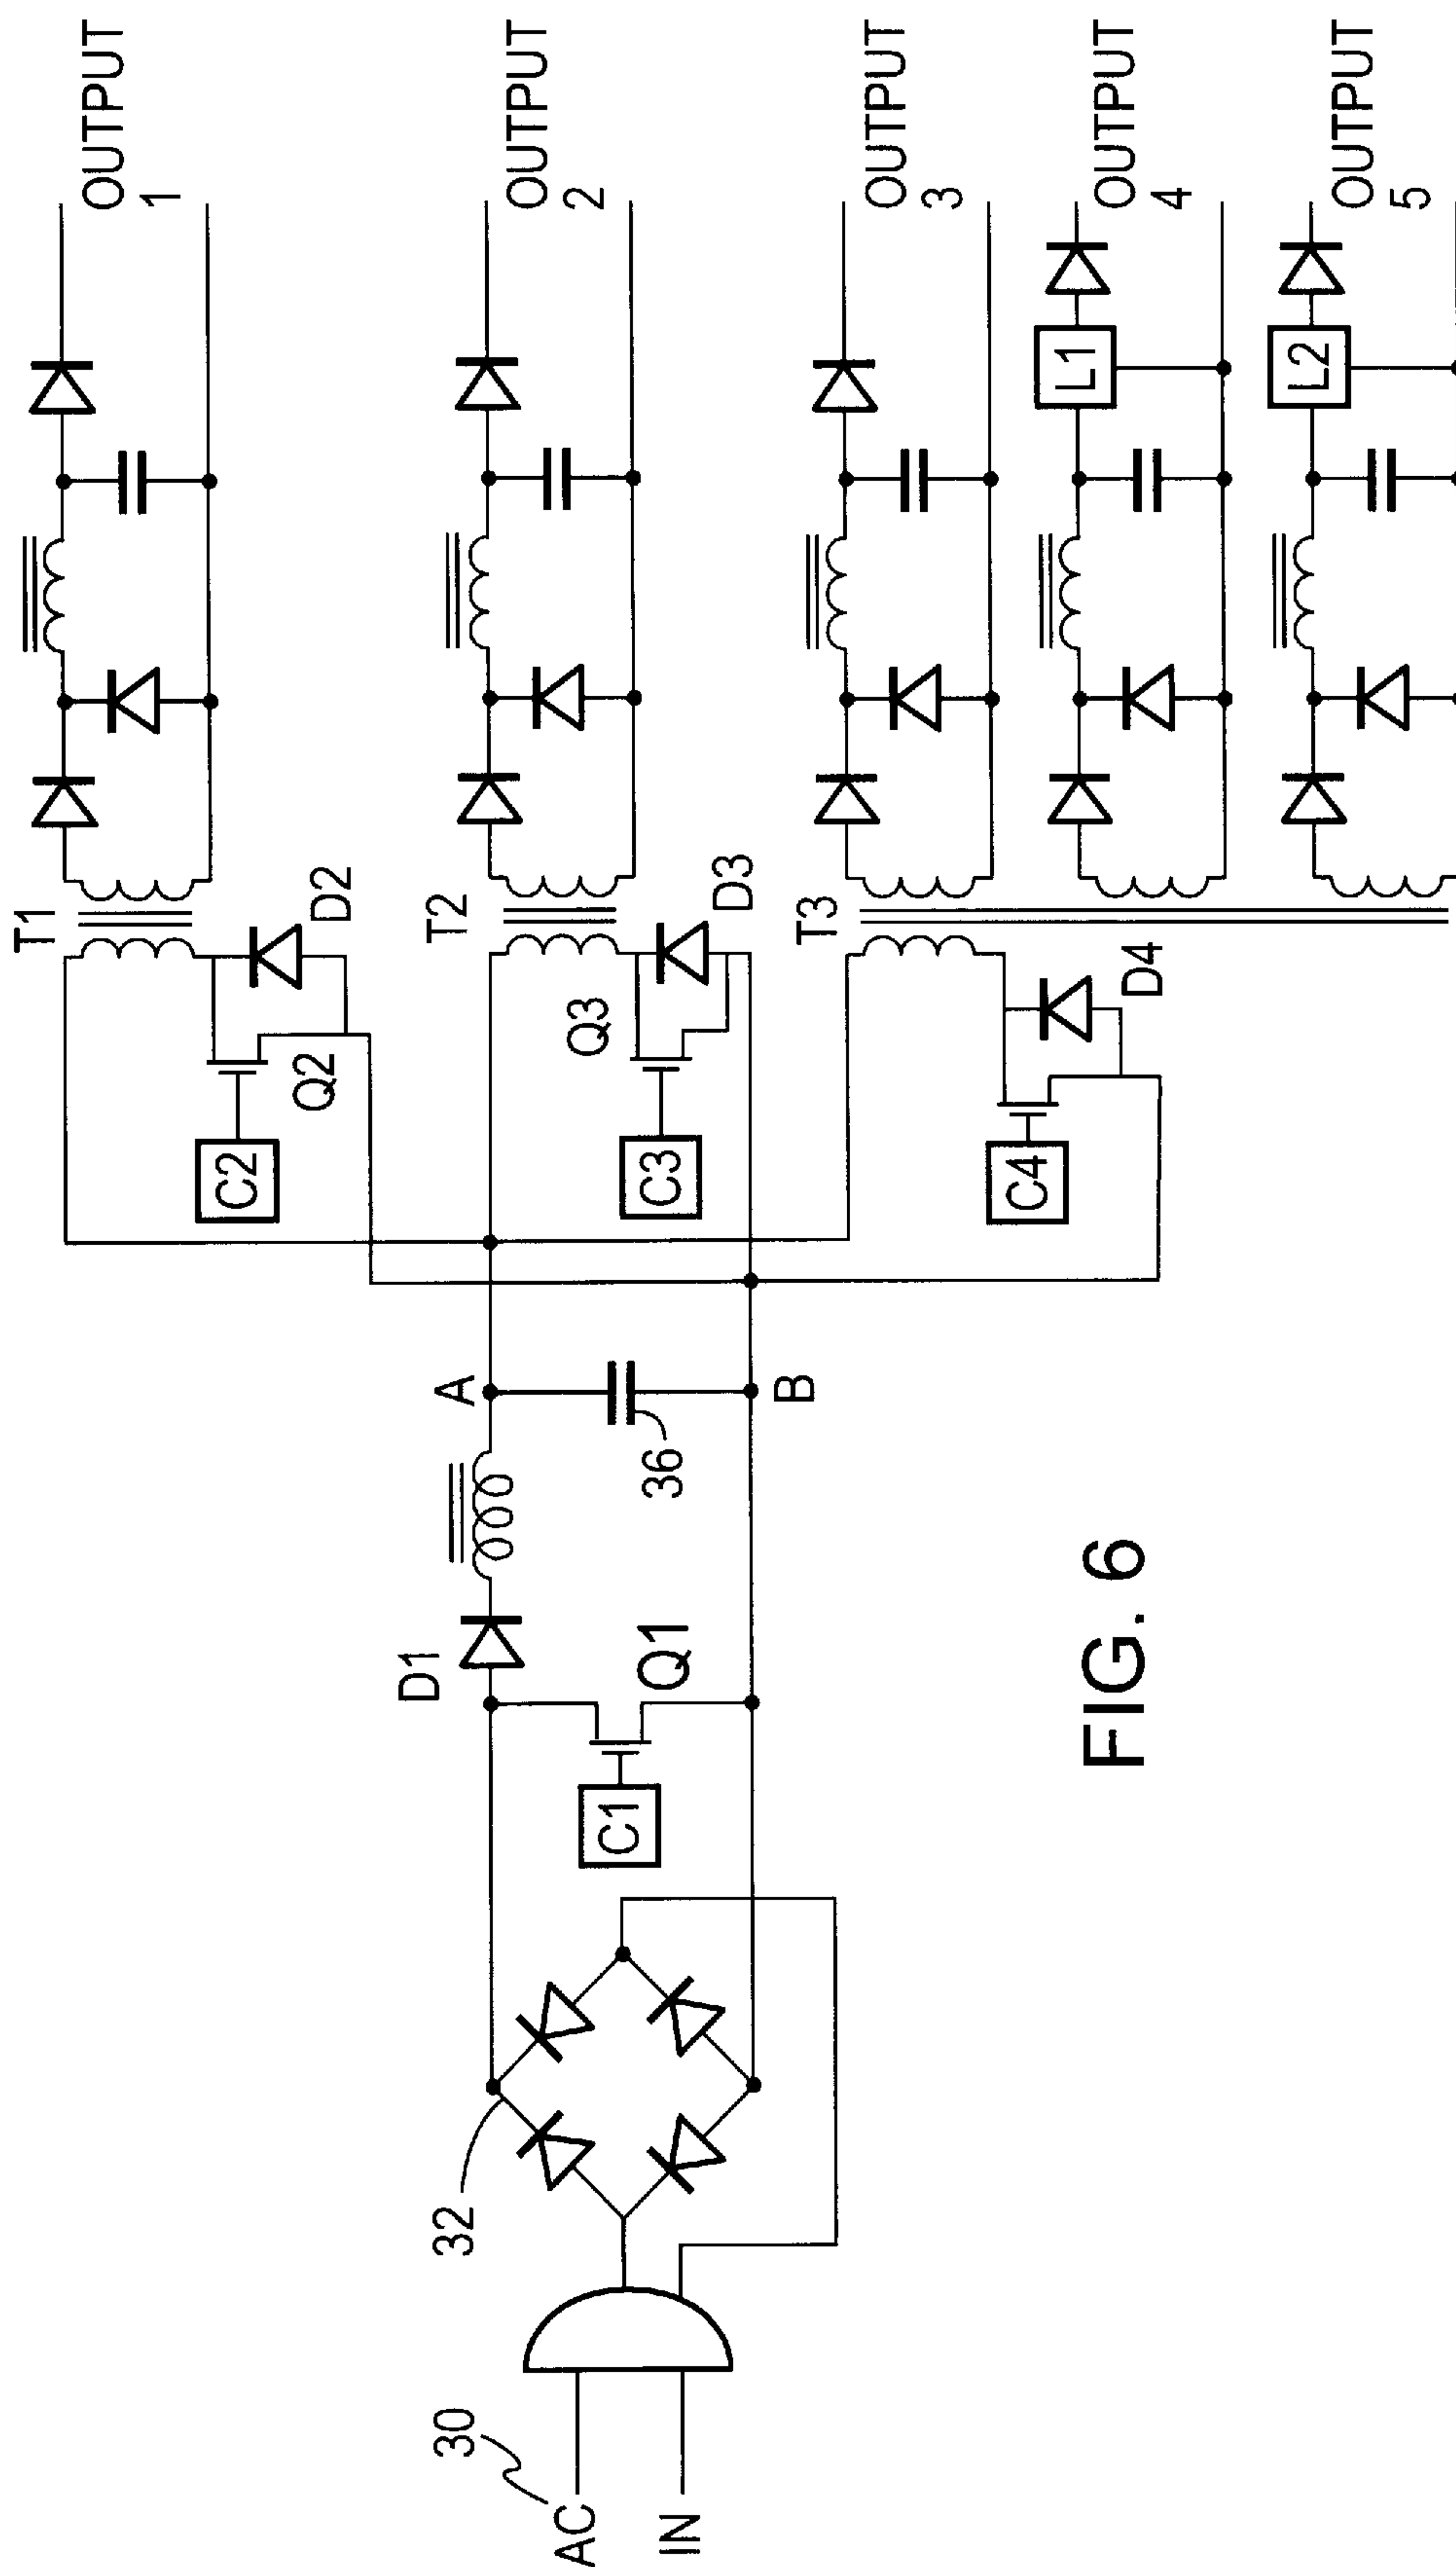 AC
IN
30
32
C1
Q1
D1
A
B
36
C2
Q2
D2
T1
OUTPUT
1
C3
Q3
D3
T2
OUTPUT
2
C4
D4
T3
OUTPUT
3
L1
OUTPUT
4
L2
OUTPUT
5
FIG. 6